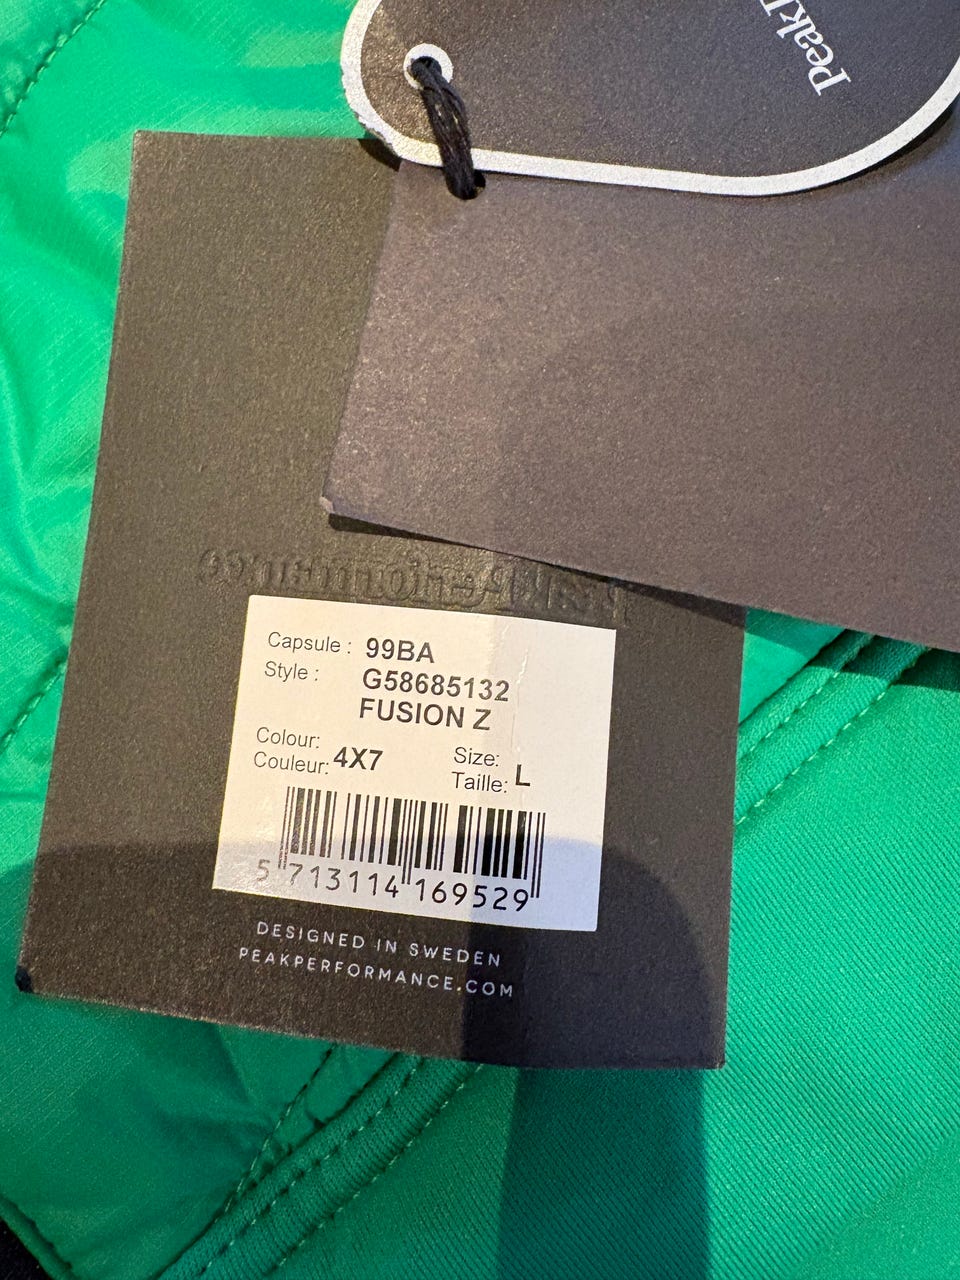 Capsule : 99BA
Style : G58685132
FUSION Z
Colour:
Couleur: 4X7
Size:
Taille: L
5 713114 169529
DESIGNED IN SWEDEN
PEAKPERFORMANCE.COM